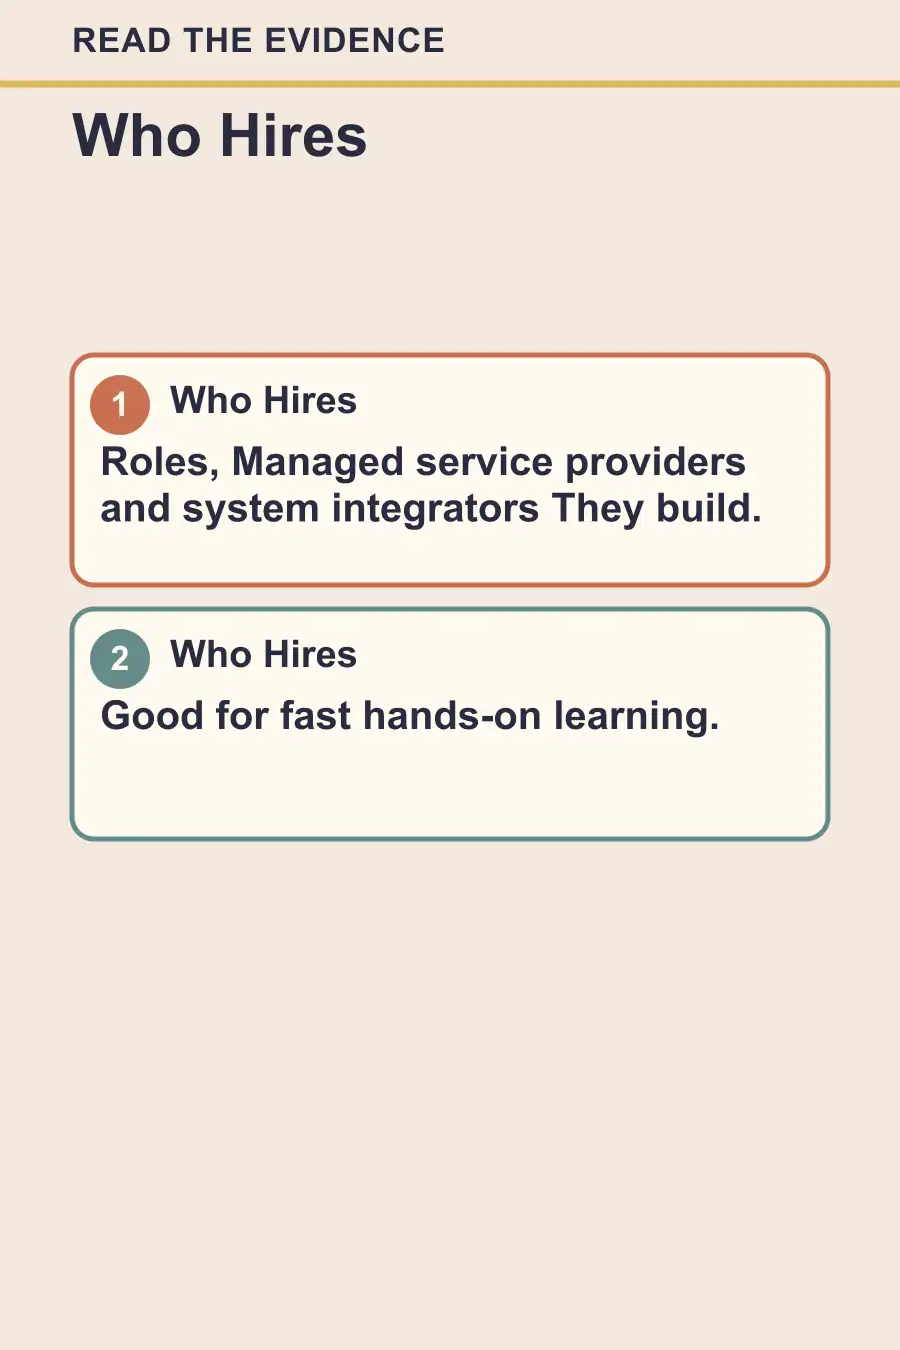 READ THE EVIDENCE
Who Hires
1 Who Hires
Roles, Managed service providers
and system integrators They build.
2 Who Hires
Good for fast hands-on learning.